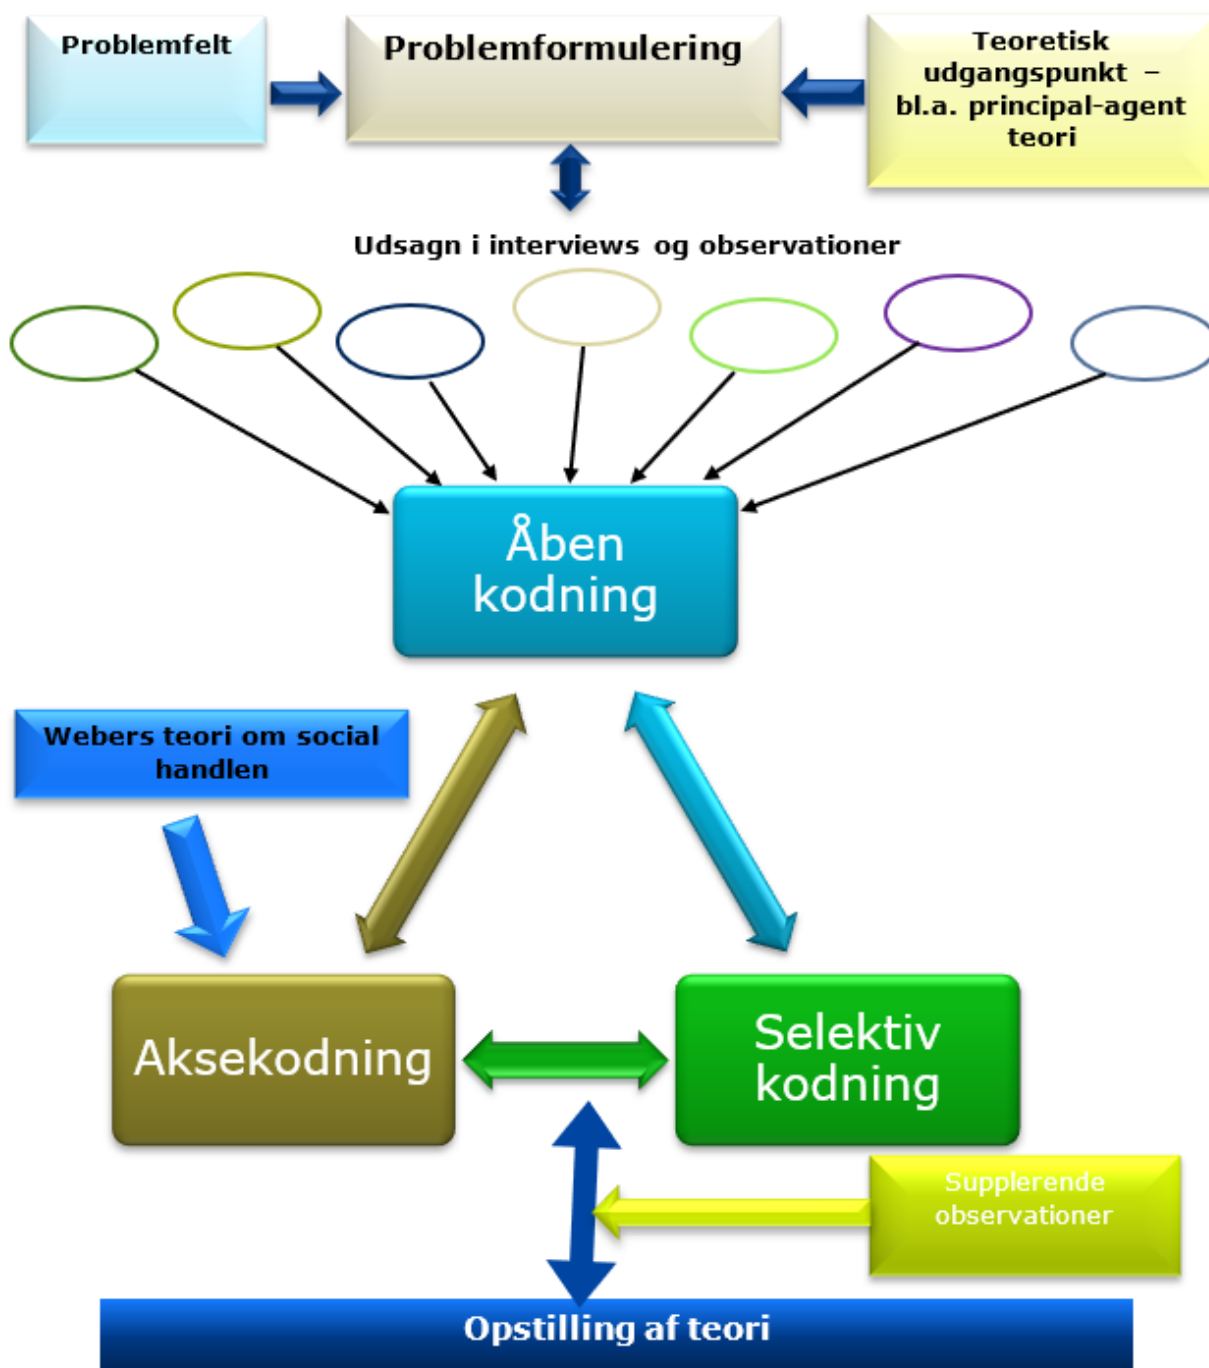 Problemfelt
Problemformulering
Teoretisk
udgangspunkt –
bl.a. principal-agent
teori
Udsagn i interviews og observationer
Åben
kodning
Webers teori om social
handlen
Aksekodning
Selektiv
kodning
Supplerende
observationer
Opstilling af teori